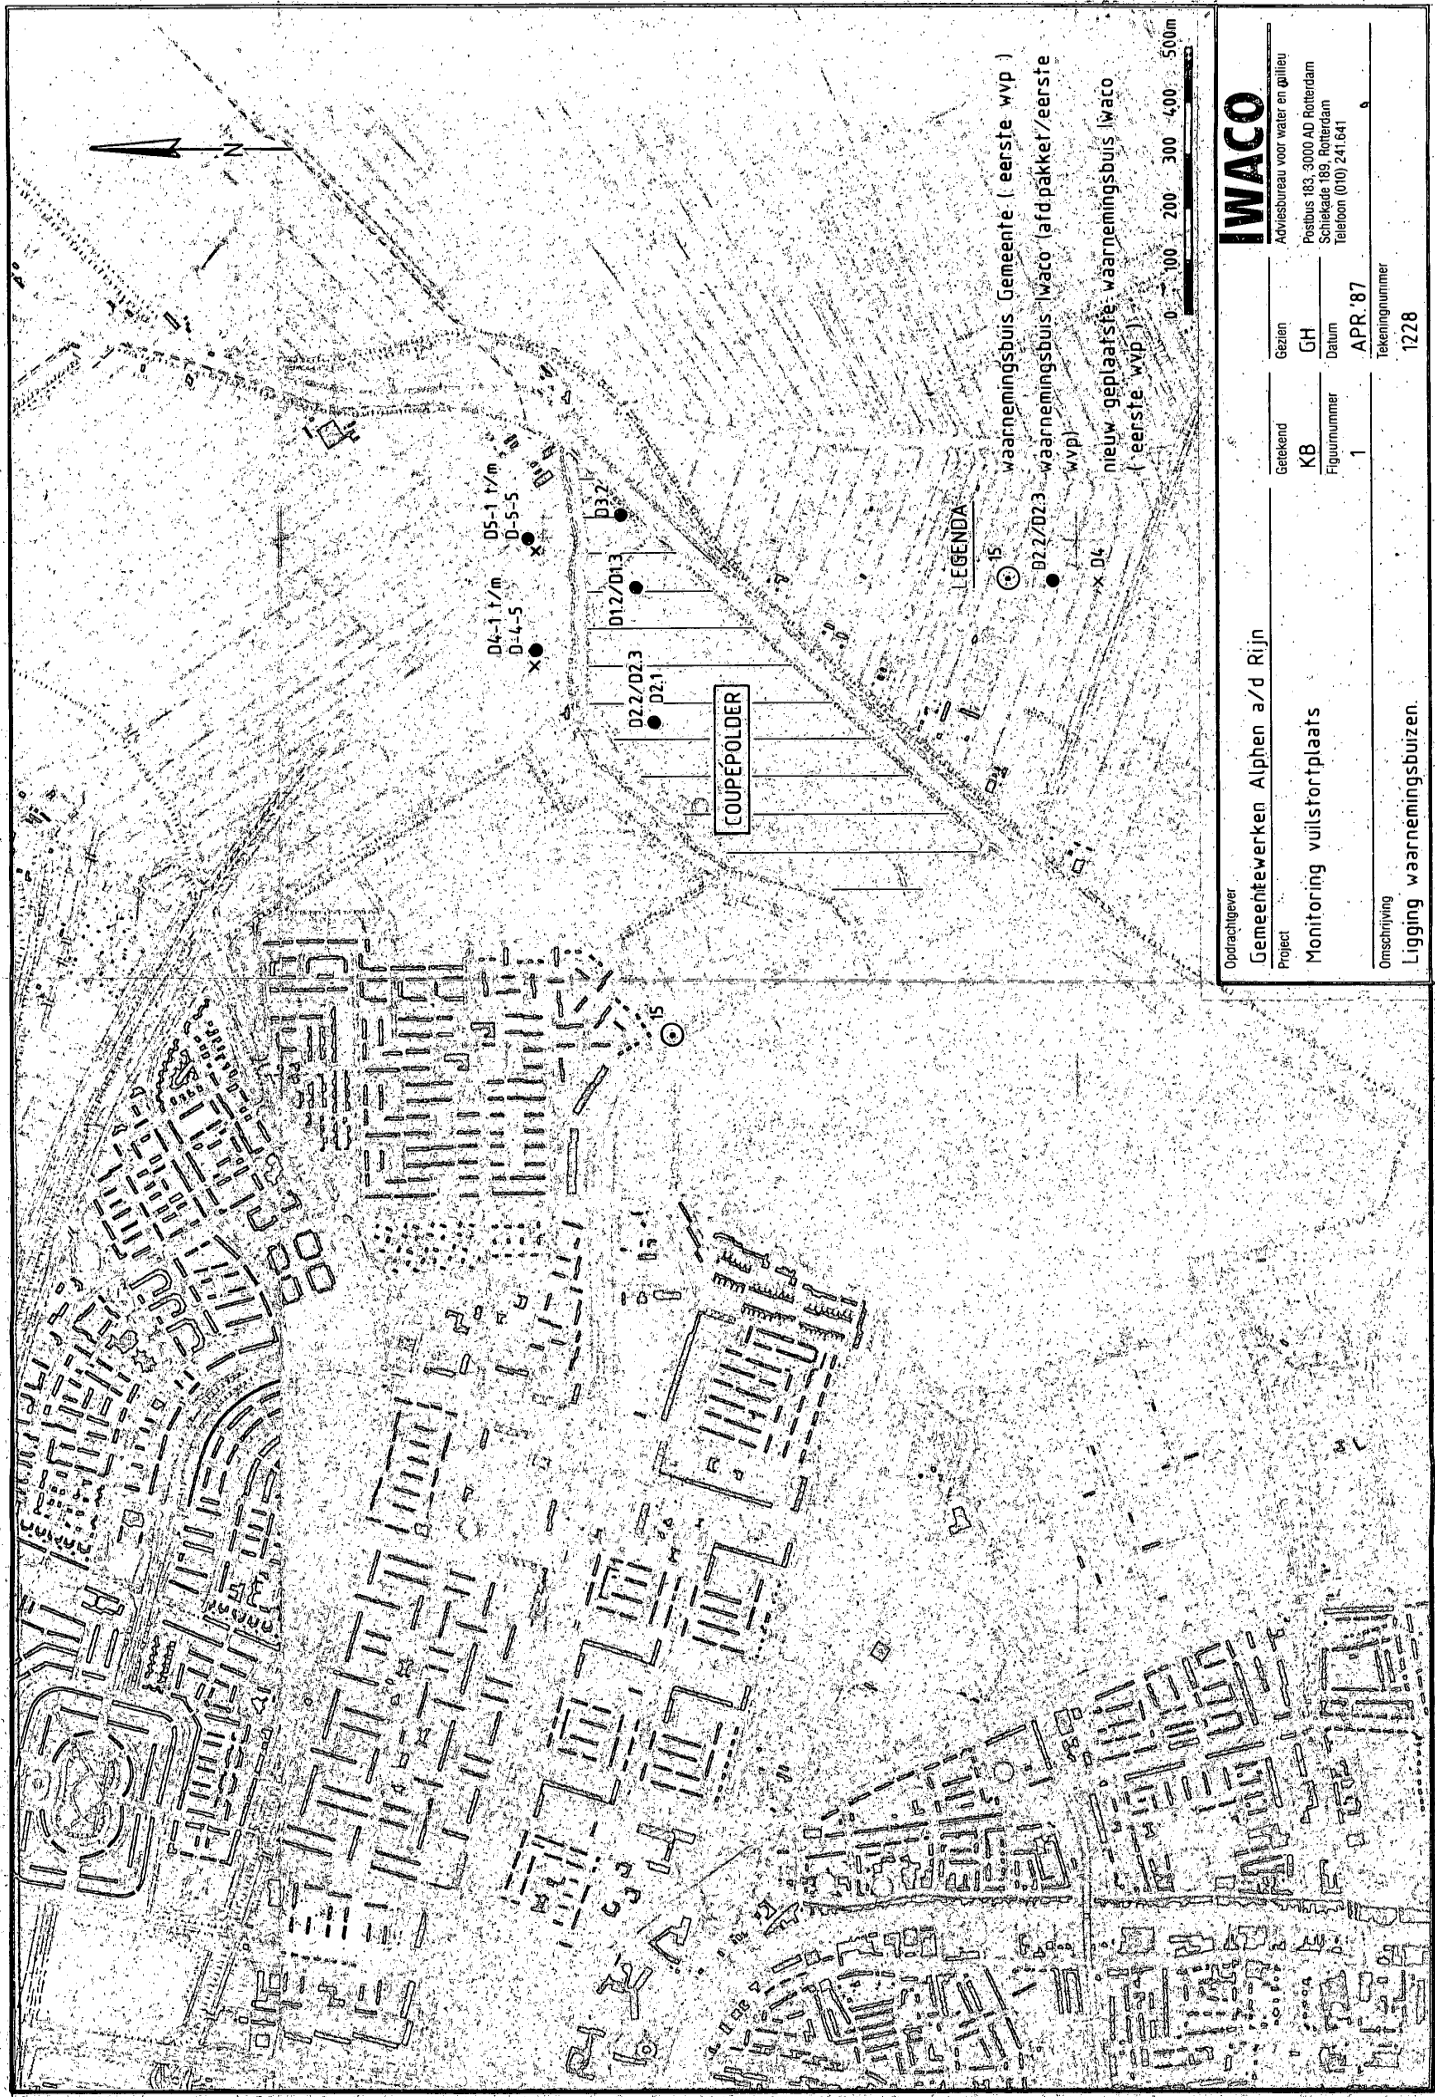 N
D5-1 t/m
D-5-5
D4-1 t/m
D-4-5
D3.2
D1.2/D1.3
D2.2/D2.3
D2.1
COUPEPOLDER
15
LEGENDA
15
waarnemingsbuis Gemeente ( eerste wvp )
D2.2/D2.3
waarnemingsbuis Iwaco (afd.pakket/eerste
wvp)
D4
nieuw geplaatste waarnemingsbuis Iwaco
( eerste wvp )
0 100 200 300 400 500m
Opdrachtgever
Gemeentewerken Alphen a/d Rijn
Project
Monitoring vuilstortplaats
Omschrijving
Ligging waarnemingsbuizen.
Getekend
KB
Figuurnummer
1
Gezien
GH
Datum
APR.'87
Tekeningnummer
1228
IWACO
Adviesbureau voor water en milieu
Postbus 183, 3000 AD Rotterdam
Schiekade 189, Rotterdam
Telefoon (010) 241.641